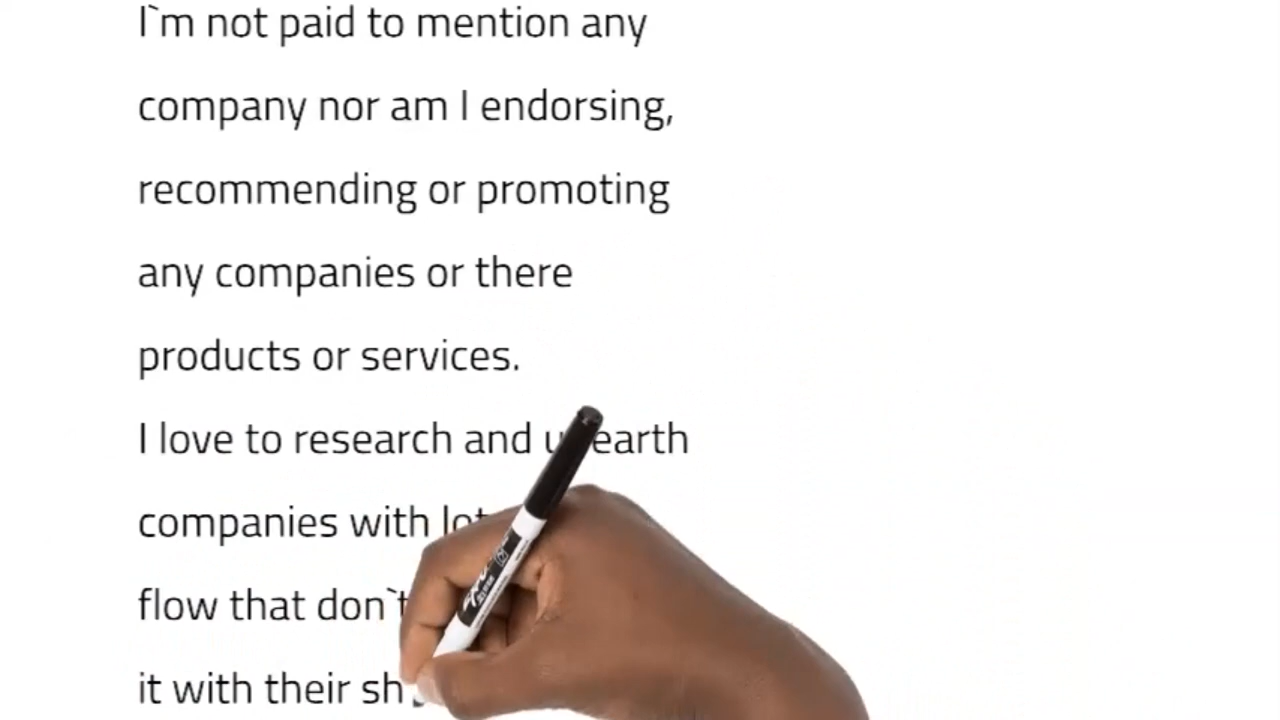 I`m not paid to mention any
company nor am I endorsing,
recommending or promoting
any companies or there
products or services.
I love to research and
companies with
flow that don`t
it with their